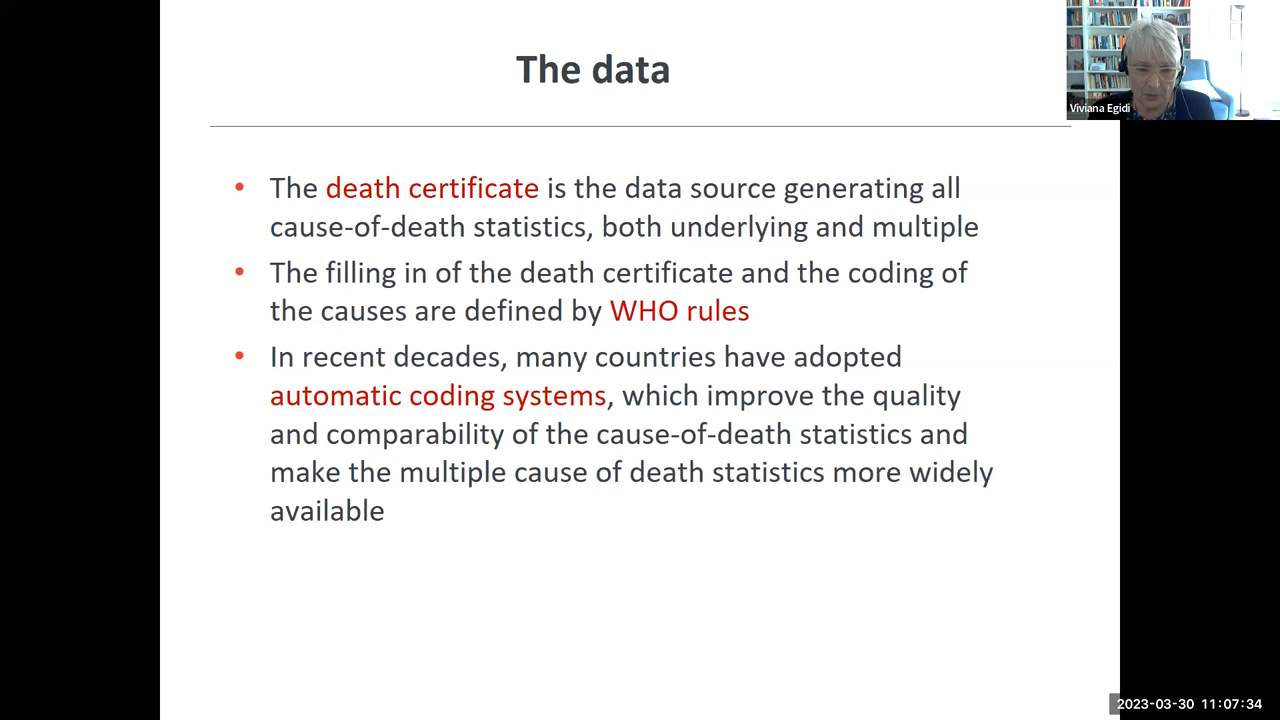 The data
Viviana Egidi
• The death certificate is the data source generating all
cause-of-death statistics, both underlying and multiple
• The filling in of the death certificate and the coding of
the causes are defined by WHO rules
• In recent decades, many countries have adopted
automatic coding systems, which improve the quality
and comparability of the cause-of-death statistics and
make the multiple cause of death statistics more widely
available
2023-03-30 11:07:34